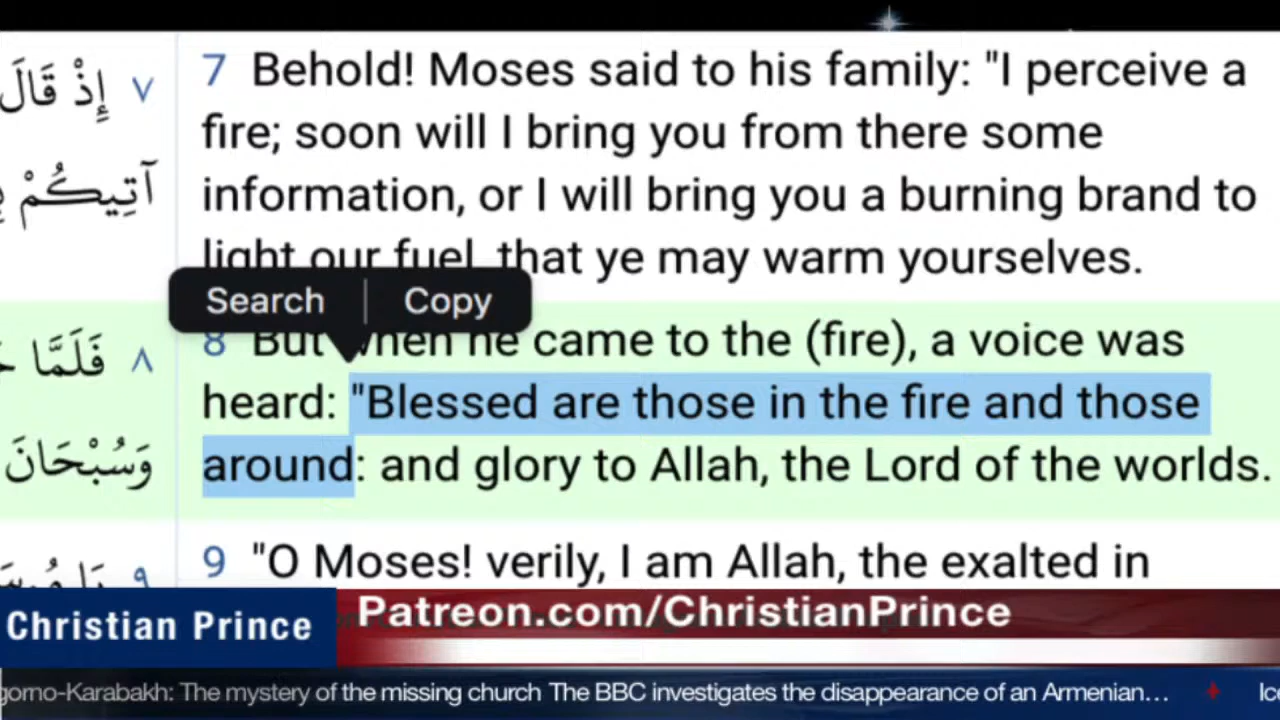 إِذْ قَالَ ٧
آتِيكُمْ
7 Behold! Moses said to his family: "I perceive a
fire; soon will I bring you from there some
information, or I will bring you a burning brand to
light our fuel, that ye may warm yourselves.
Search Copy
فَلَمَّا ٨
وَسُبْحَانَ
8 But when he came to the (fire), a voice was
heard: "Blessed are those in the fire and those
around: and glory to Allah, the Lord of the worlds.
٩
9 "O Moses! verily, I am Allah, the exalted in
Christian Prince
Patreon.com/ChristianPrince
gorno-Karabakh: The mystery of the missing church The BBC investigates the disappearance of an Armenian…